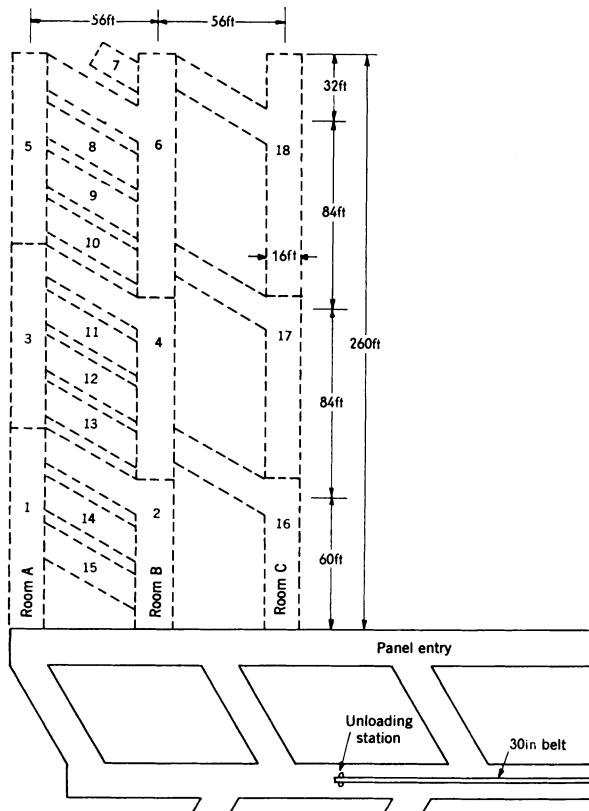 56ft 56ft
7
32ft
5 8 6 18
9
84ft
10
16ft
11
3 4 17
260ft
12
84ft
13
1 14 2 16
15
60ft
Room A Room B Room C
Panel entry
Unloading
station
30in belt